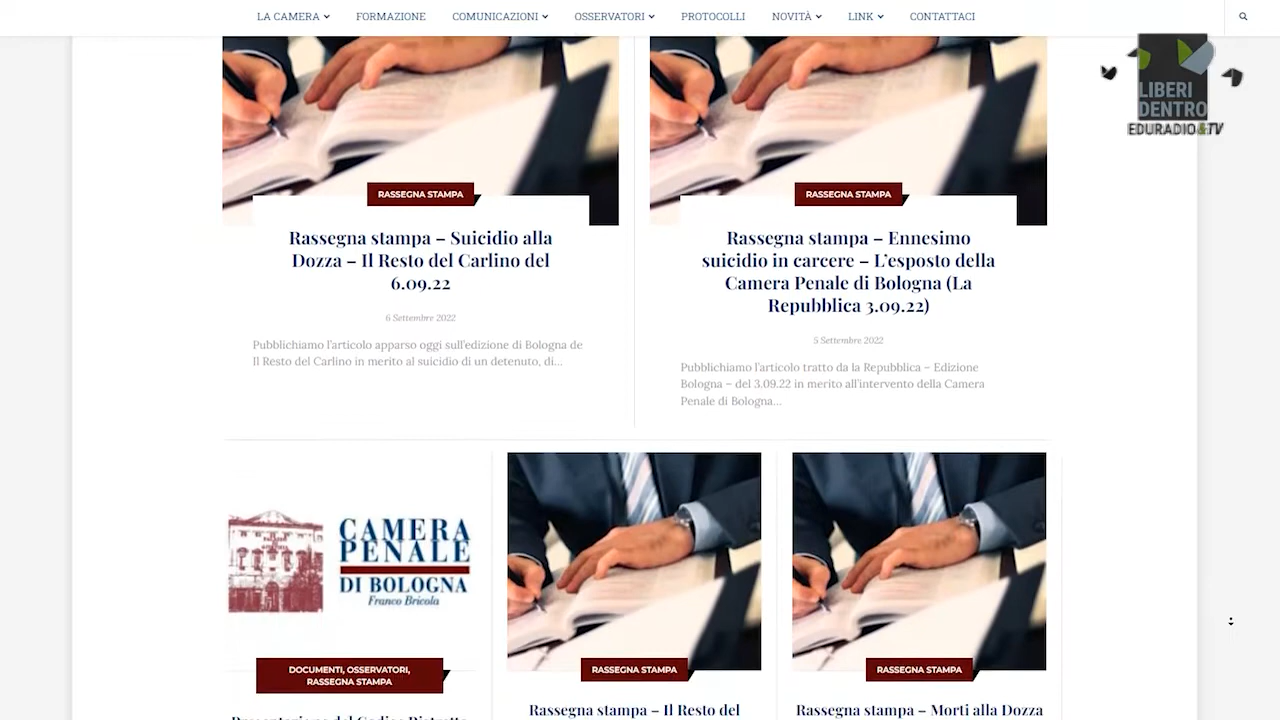 LA CAMERA
FORMAZIONE
COMUNICAZIONI
OSSERVATORI
PROTOCOLLI
NOVITÀ
LINK
CONTATTACI
LIBERI
DENTRO
EDURADIO&TV
RASSEGNA STAMPA
Rassegna stampa – Suicidio alla
Dozza – Il Resto del Carlino del
6.09.22
6 Settembre 2022
Pubblichiamo l'articolo apparso oggi sull'edizione di Bologna de
Il Resto del Carlino in merito al suicidio di un detenuto, di...
RASSEGNA STAMPA
Rassegna stampa – Ennesimo
suicidio in carcere – L'esposto della
Camera Penale di Bologna (La
Repubblica 3.09.22)
5 Settembre 2022
Pubblichiamo l'articolo tratto da la Repubblica – Edizione
Bologna – del 3.09.22 in merito all'intervento della Camera
Penale di Bologna...
CAMERA
PENALE
DI BOLOGNA
Franco Bricola
DOCUMENTI, OSSERVATORI,
RASSEGNA STAMPA
RASSEGNA STAMPA
Rassegna stampa – Il Resto del
RASSEGNA STAMPA
Rassegna stampa – Morti alla Dozza